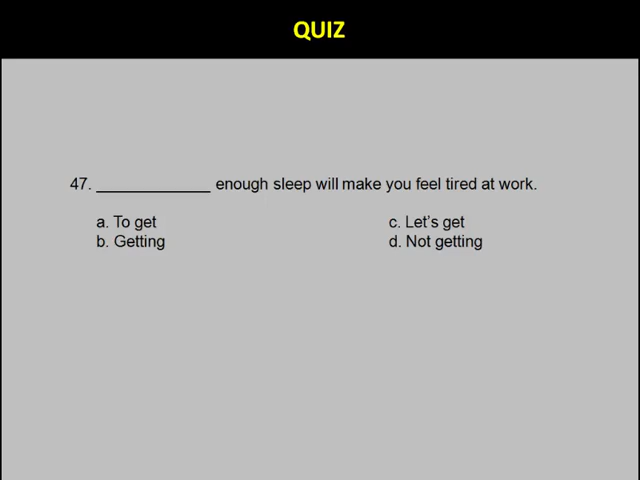 QUIZ
47. _____________ enough sleep will make you feel tired at work.
a. To get
c. Let's get
b. Getting
d. Not getting